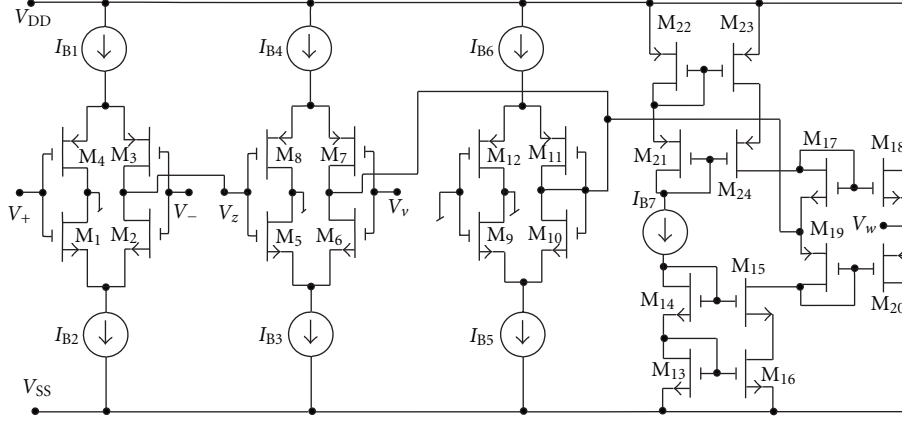 V_DD
I_B1 I_B4 I_B6
M_22 M_23
M_4 M_3 M_8 M_7 M_12 M_11
M_21 M_24 M_17 M_18
V_+ V_− V_z V_v
I_B7 M_19 V_w
M_1 M_2 M_5 M_6 M_9 M_10
M_14 M_15 M_20
I_B2 I_B3 I_B5
M_13 M_16
V_SS